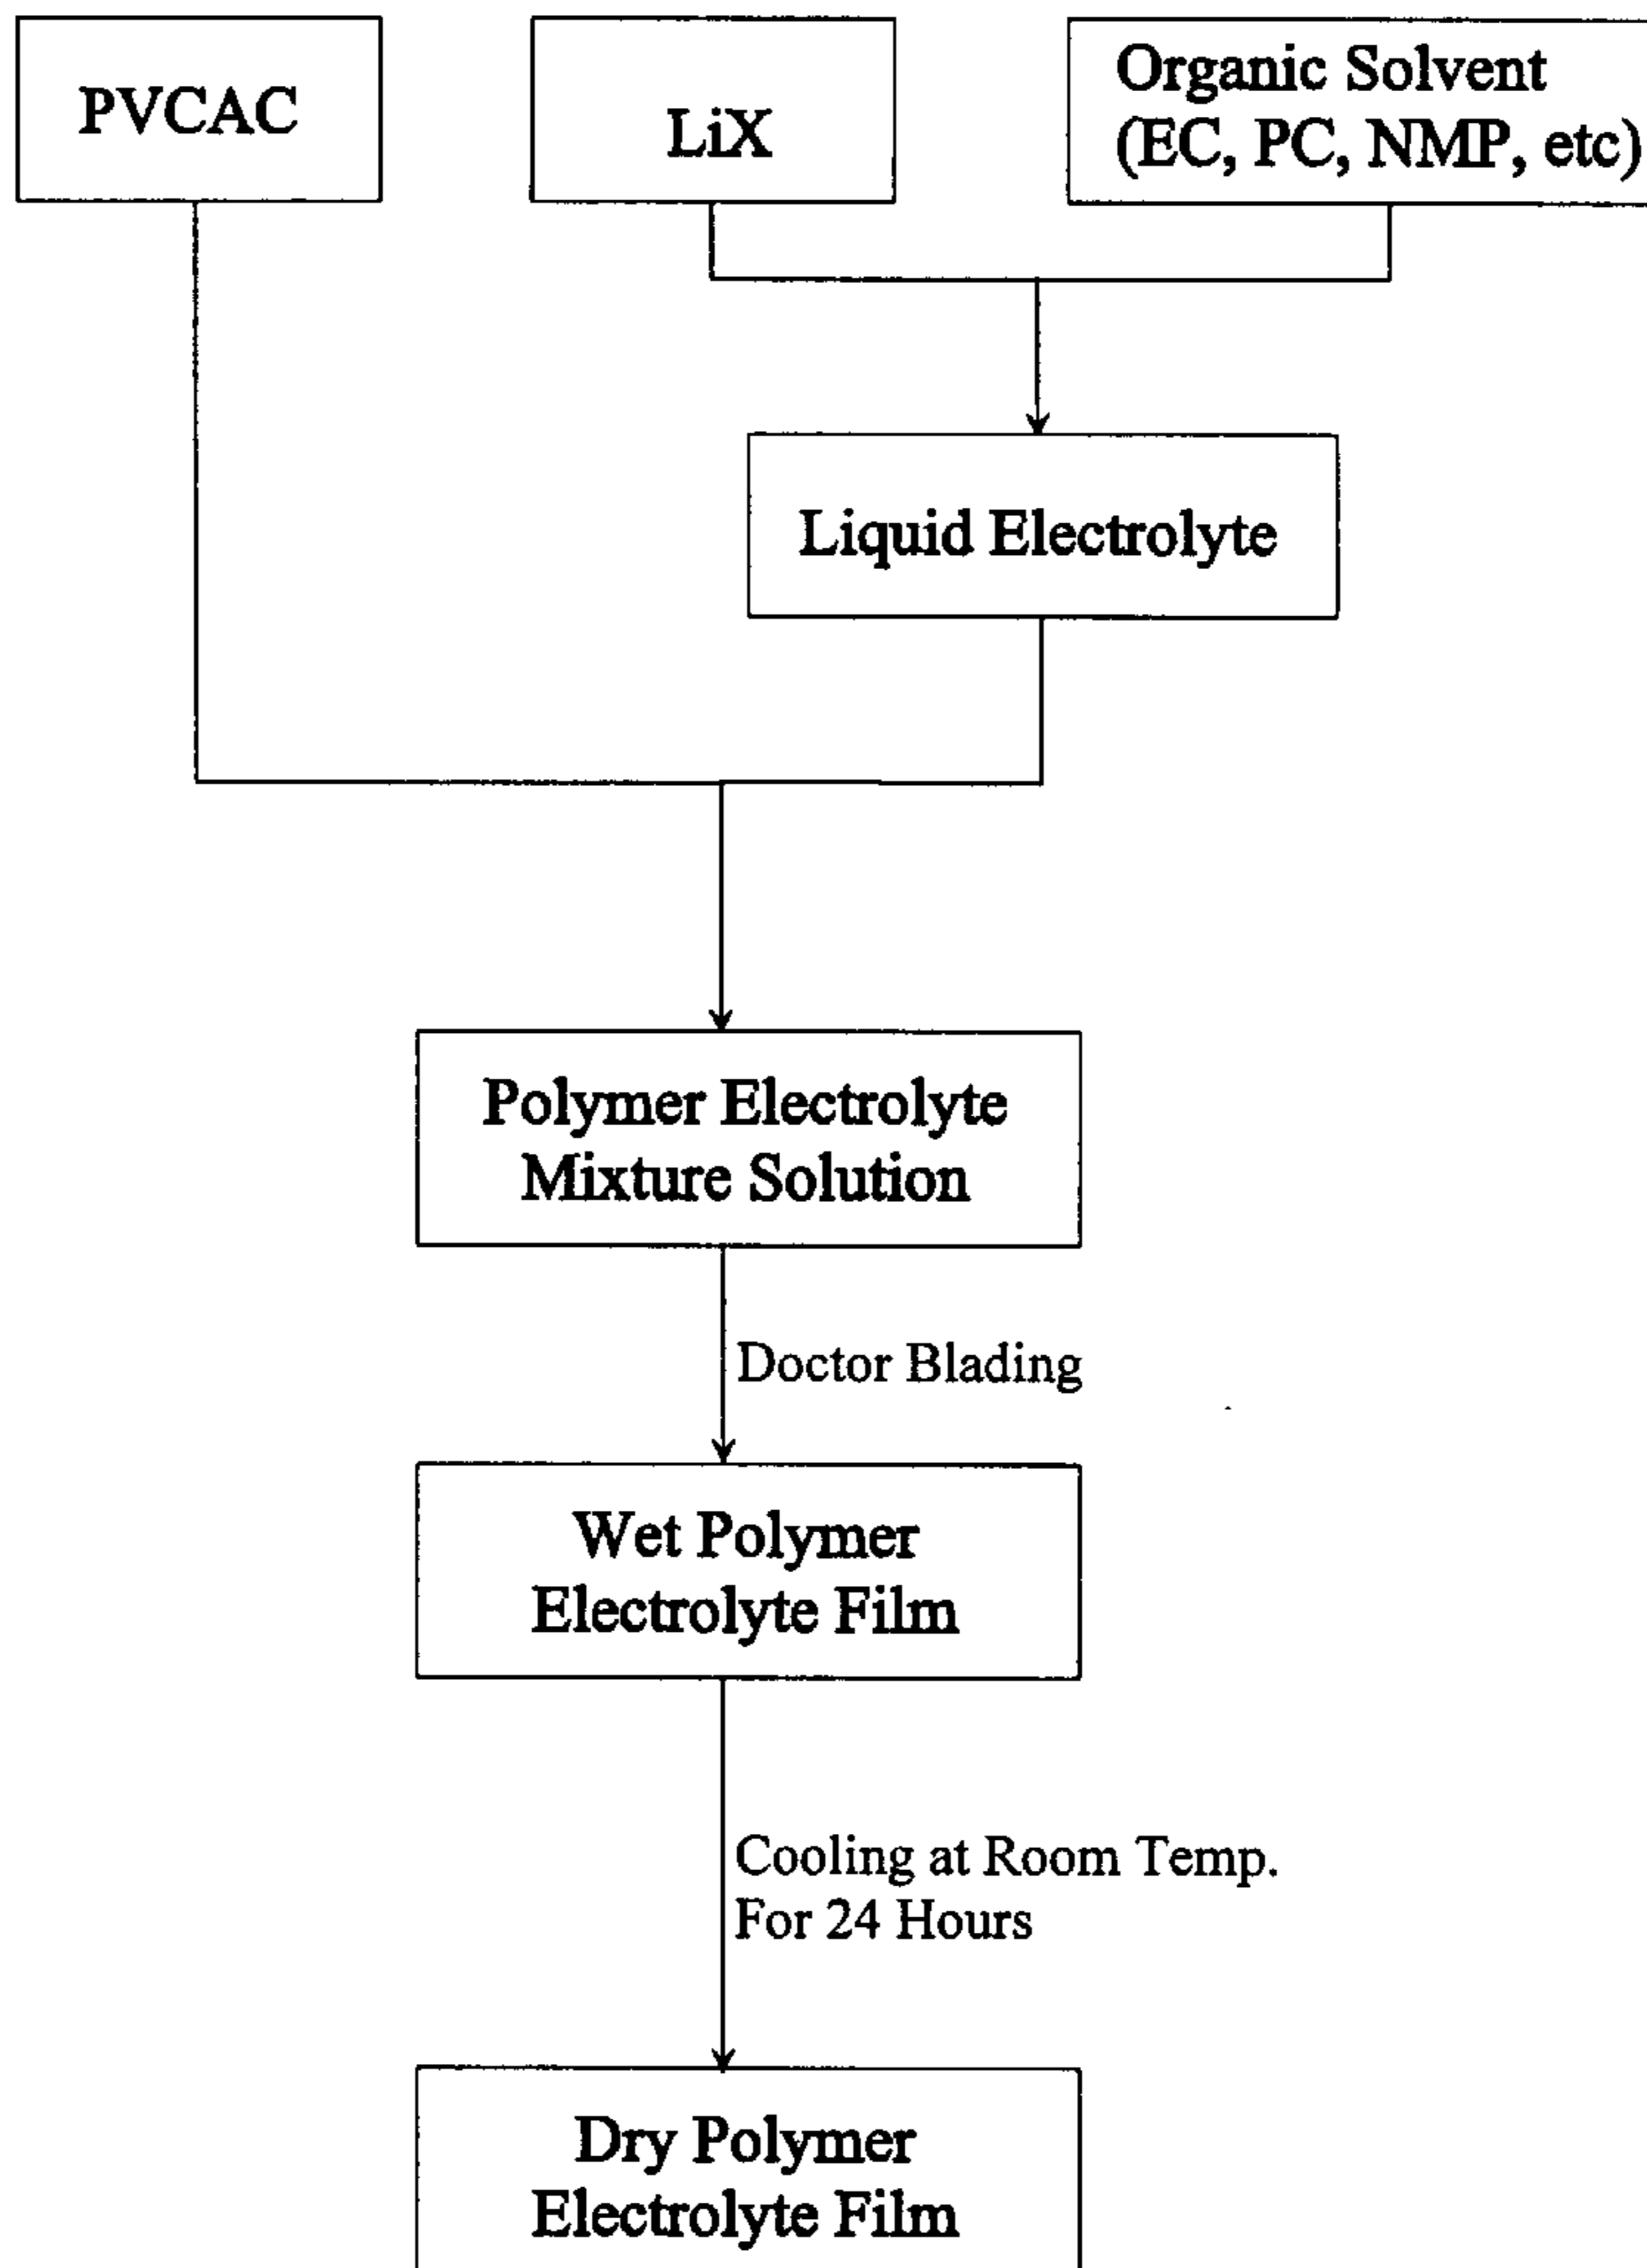 PVCAC
LiX
Organic Solvent
(EC, PC, NMP, etc)
Liquid Electrolyte
Polymer Electrolyte
Mixture Solution
Doctor Blading
Wet Polymer
Electrolyte Film
Cooling at Room Temp.
For 24 Hours
Dry Polymer
Electrolyte Film